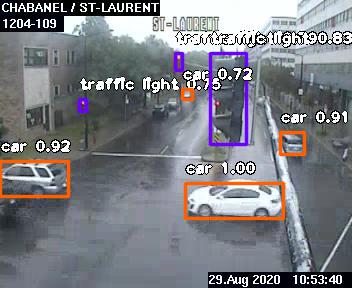 CHABANEL / ST-LAURENT
1204-109
ST-LAURENT
traffic light 0.83
car 0.72
traffic light 0.75
car 0.91
car 0.92
car 1.00
29.Aug 2020 10:53:40